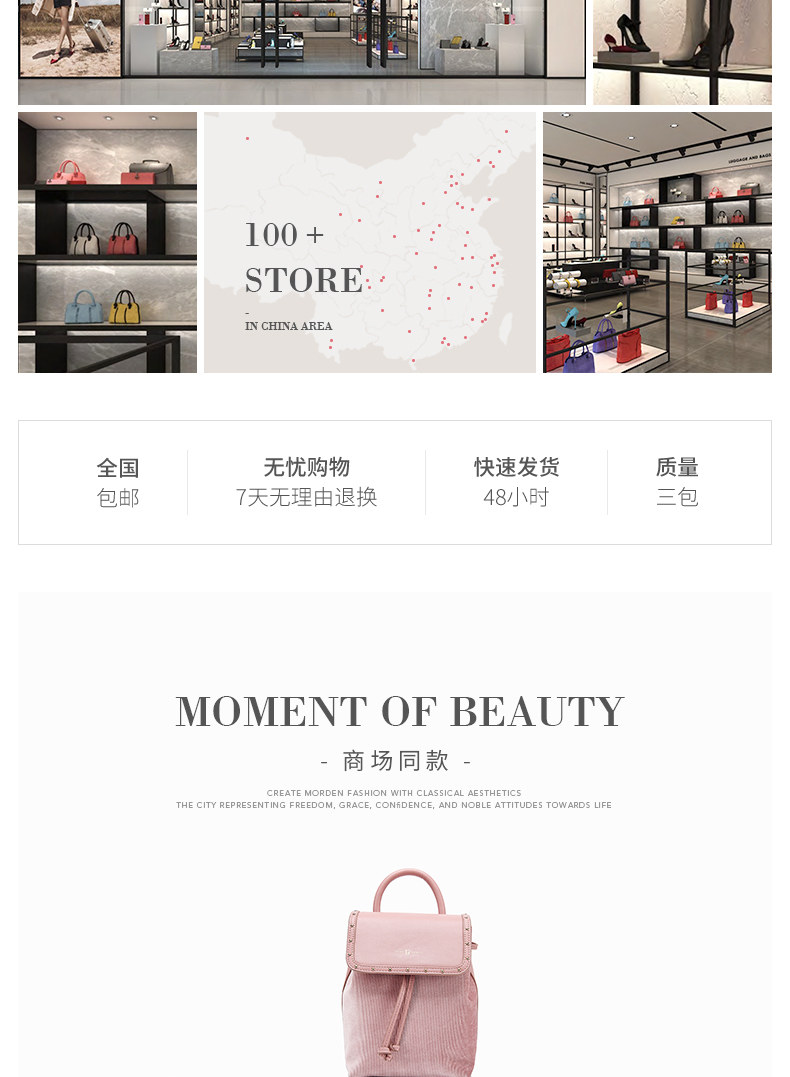 LUGGAGE AND BAGS
100 +
STORE
-
IN CHINA AREA
全国
包邮
无忧购物
7天无理由退换
快速发货
48小时
质量
三包
MOMENT OF BEAUTY
- 商场同款 -
CREATE MORDEN FASHION WITH CLASSICAL AESTHETICS
THE CITY REPRESENTING FREEDOM, GRACE, CONfiDENCE, AND NOBLE ATTITUDES TOWARDS LIFE